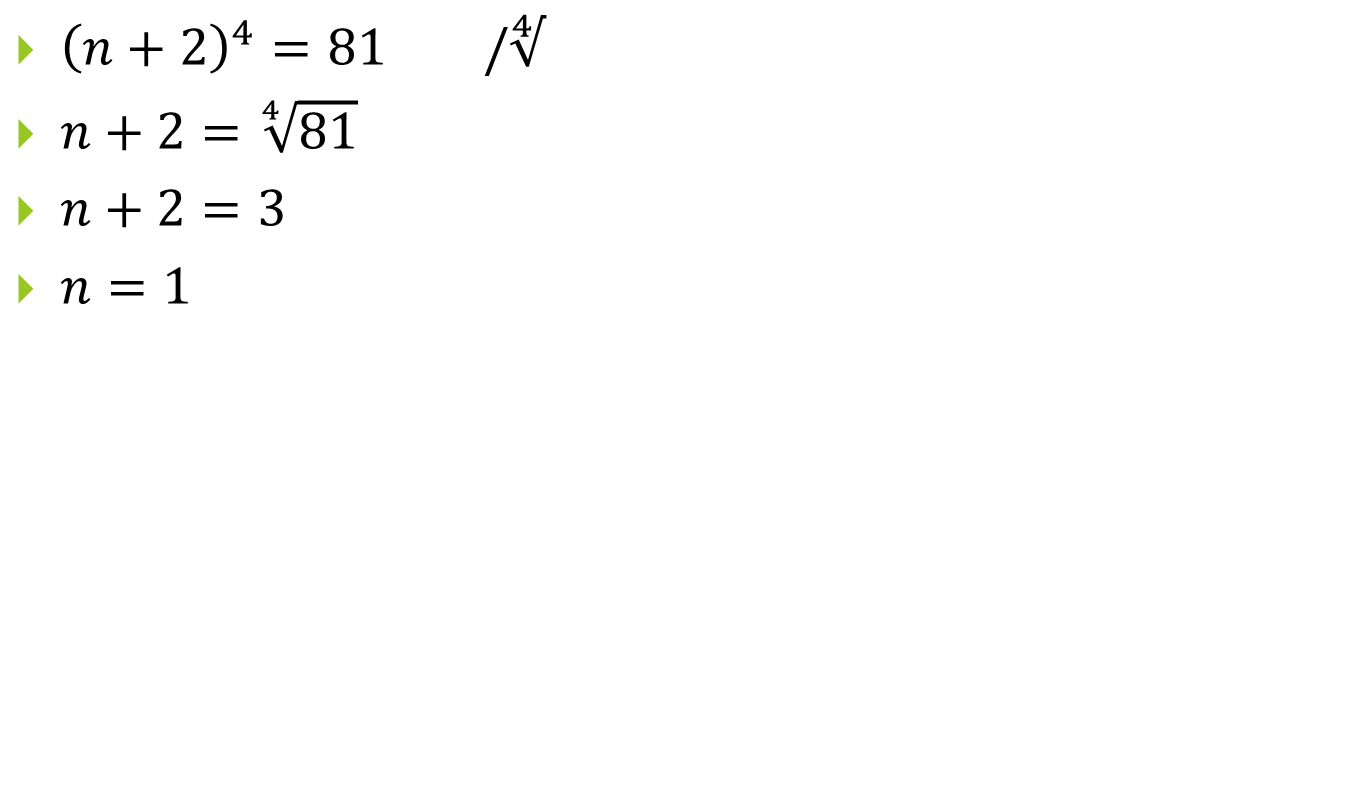 (n + 2)⁴ = 81 /∜
n + 2 = ∜81
n + 2 = 3
n = 1